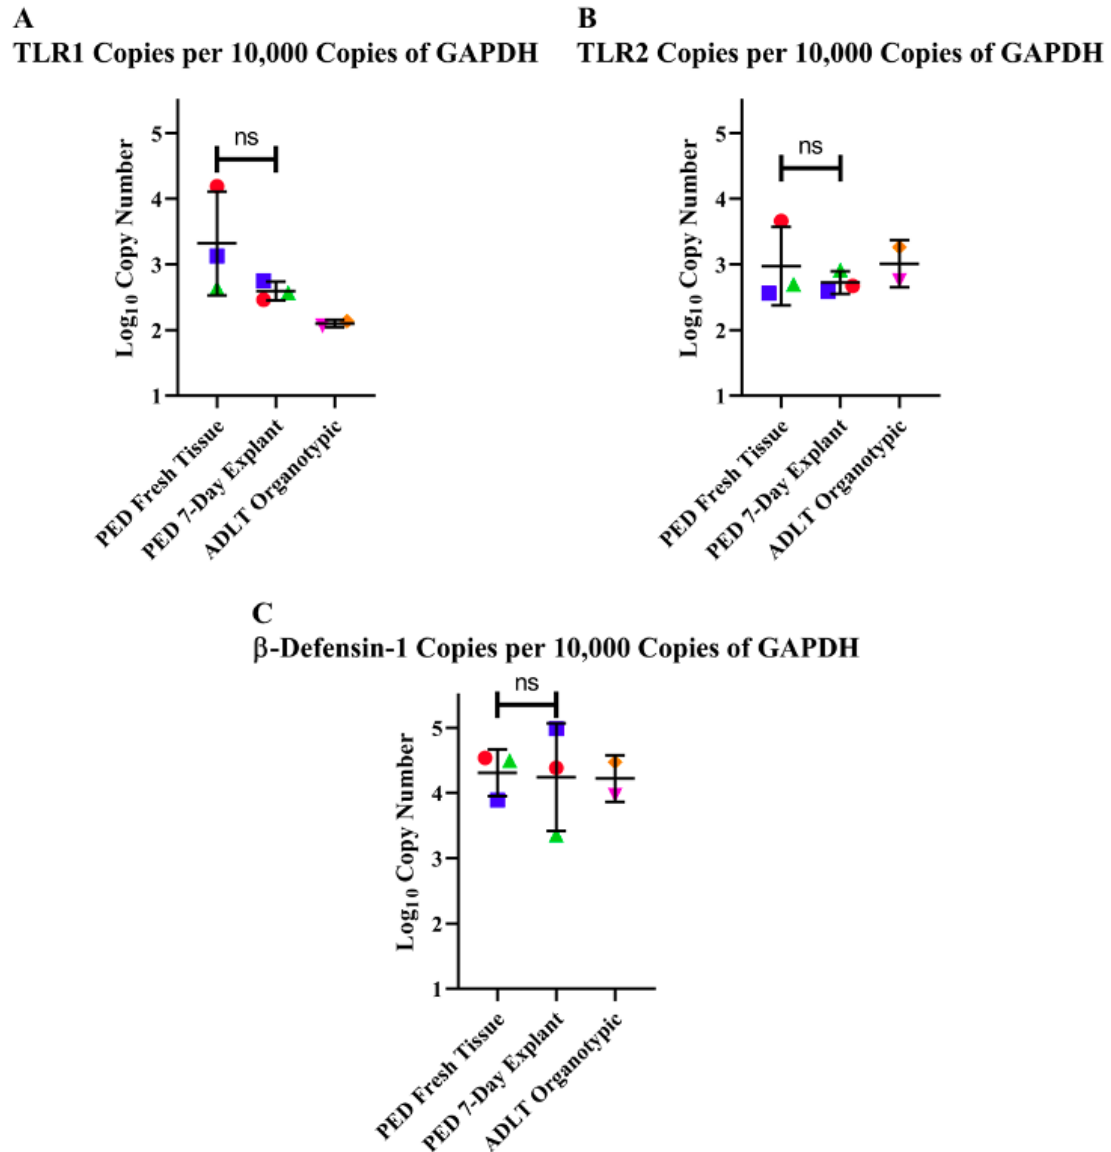 A
TLR1 Copies per 10,000 Copies of GAPDH
ns
5
4
3
2
1
Log10 Copy Number
PED Fresh Tissue
PED 7-Day Explant
ADLT Organotypic
B
TLR2 Copies per 10,000 Copies of GAPDH
ns
5
4
3
2
1
Log10 Copy Number
PED Fresh Tissue
PED 7-Day Explant
ADLT Organotypic
C
β-Defensin-1 Copies per 10,000 Copies of GAPDH
ns
5
4
3
2
1
Log10 Copy Number
PED Fresh Tissue
PED 7-Day Explant
ADLT Organotypic